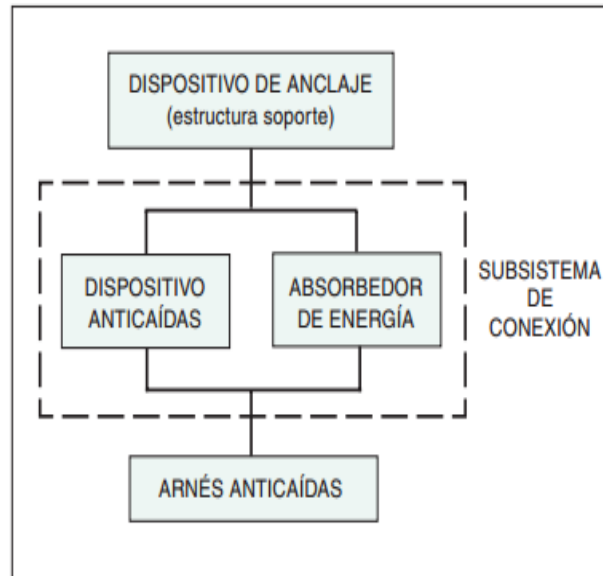 DISPOSITIVO DE ANCLAJE
(estructura soporte)
DISPOSITIVO
ANTICAÍDAS
ABSORBEDOR
DE ENERGÍA
SUBSISTEMA
DE
CONEXIÓN
ARNÉS ANTICAÍDAS